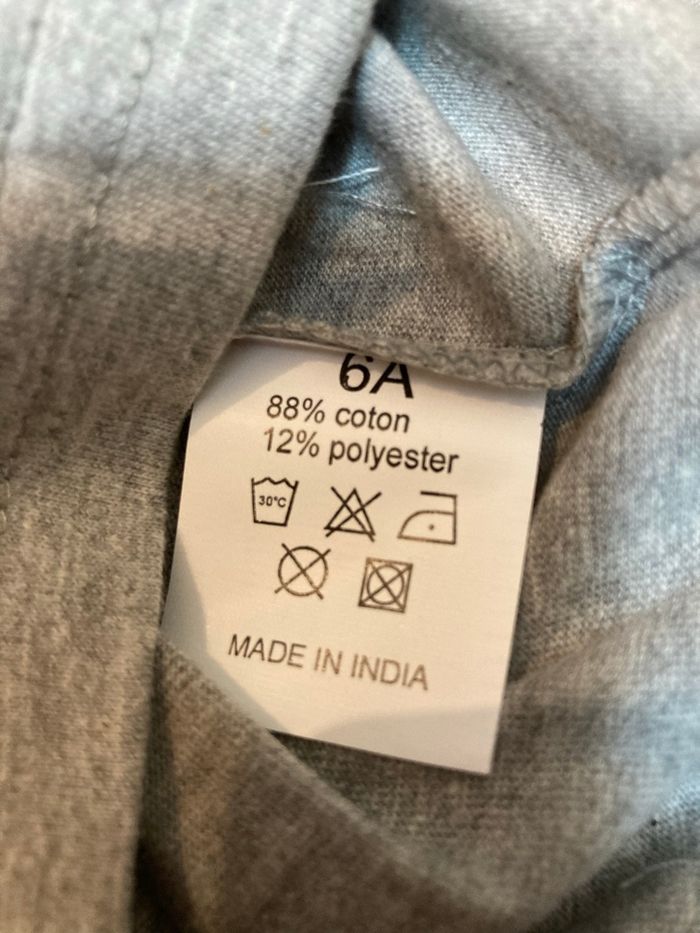 6A
88% coton
12% polyester
30°C
MADE IN INDIA